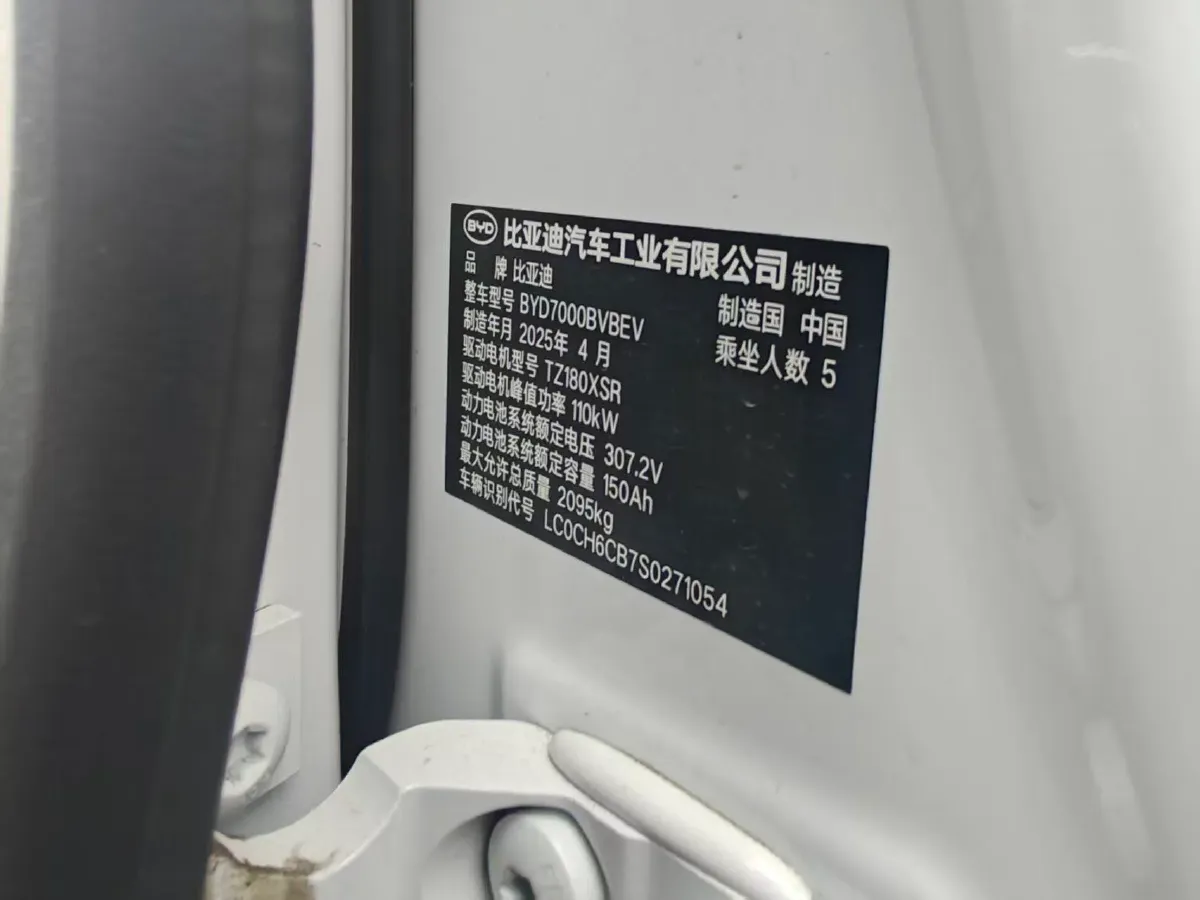 BYD 比亚迪汽车工业有限公司 制造
品 牌 比亚迪 制造国 中国
整车型号 BYD7000BVBEV 乘坐人数 5
制造年月 2025年 4 月
驱动电机型号 TZ180XSR
驱动电机峰值功率 110kW
动力电池系统额定电压 307.2V
动力电池系统额定容量 150Ah
最大允许总质量 2095kg
车辆识别代号 LC0CH6CB7S0271054